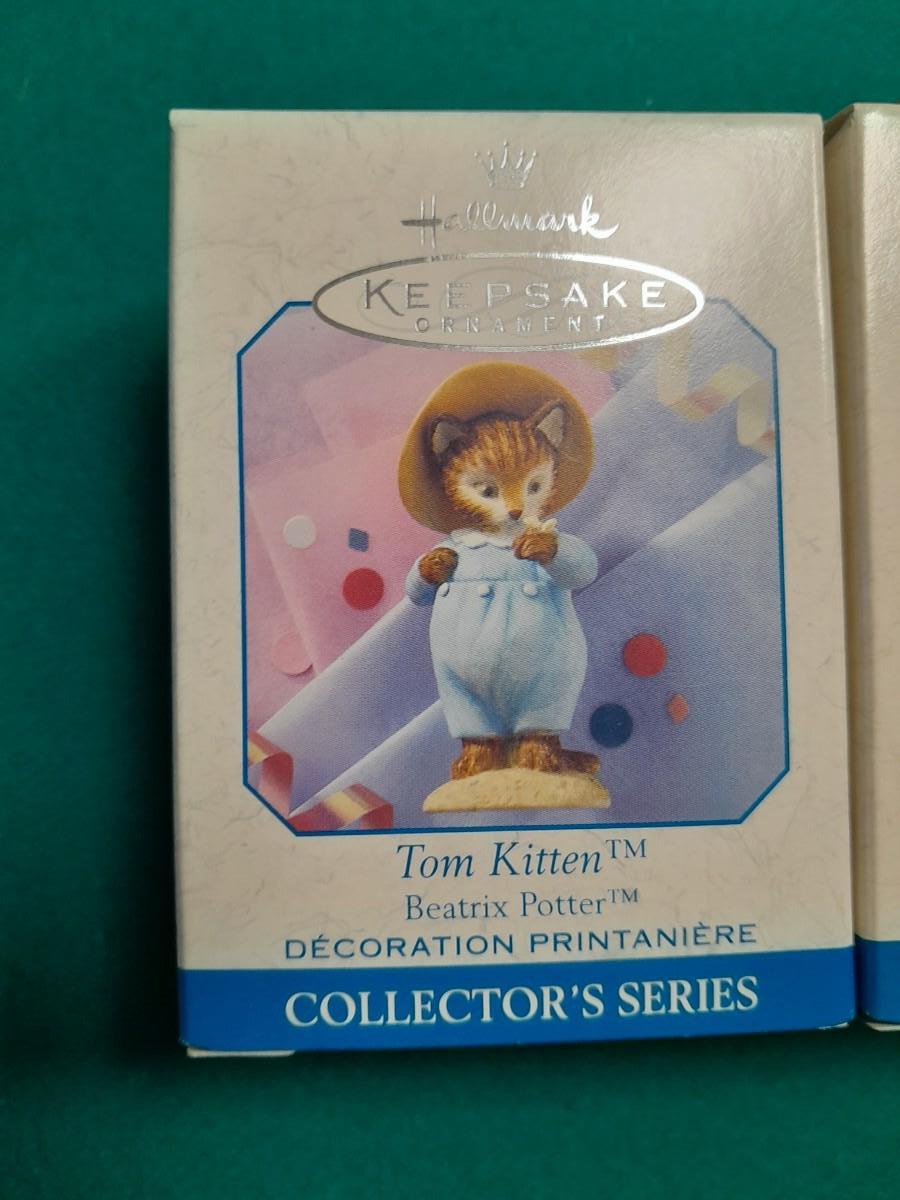 Hallmark
KEEPSAKE
ORNAMENT
Tom Kitten™
Beatrix Potter™
DÉCORATION PRINTANIÈRE
COLLECTOR'S SERIES